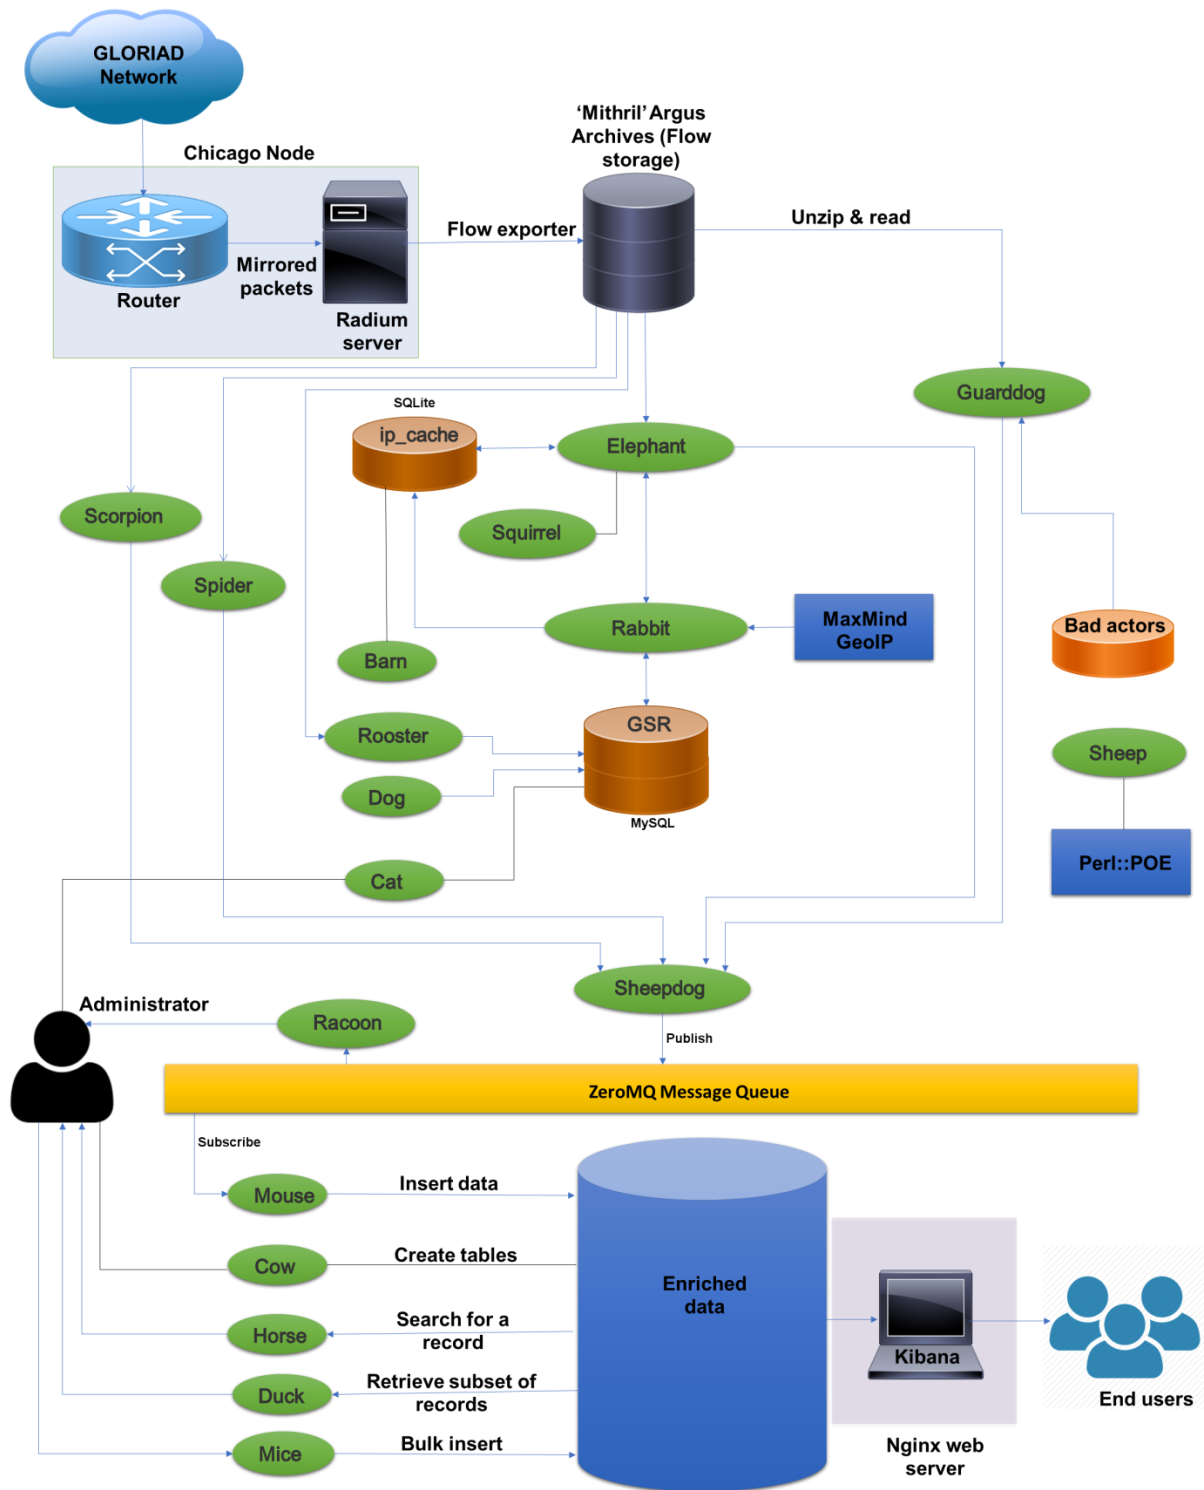 GLORIAD
Network
'Mithril' Argus
Archives (Flow
storage)
Chicago Node
Unzip & read
Flow exporter
Mirrored
packets
Router
Radium
server
Guarddog
SQLite
ip_cache
Elephant
Scorpion
Squirrel
Spider
Rabbit
MaxMind
GeoIP
Bad actors
Barn
Rooster
GSR
Sheep
Dog
MySQL
Perl::POE
Cat
Sheepdog
Administrator
Racoon
Publish
ZeroMQ Message Queue
Subscribe
Mouse
Insert data
Cow
Create tables
Enriched
data
Horse
Search for a
record
Kibana
Duck
Retrieve subset of
records
End users
Mice
Bulk insert
Nginx web
server